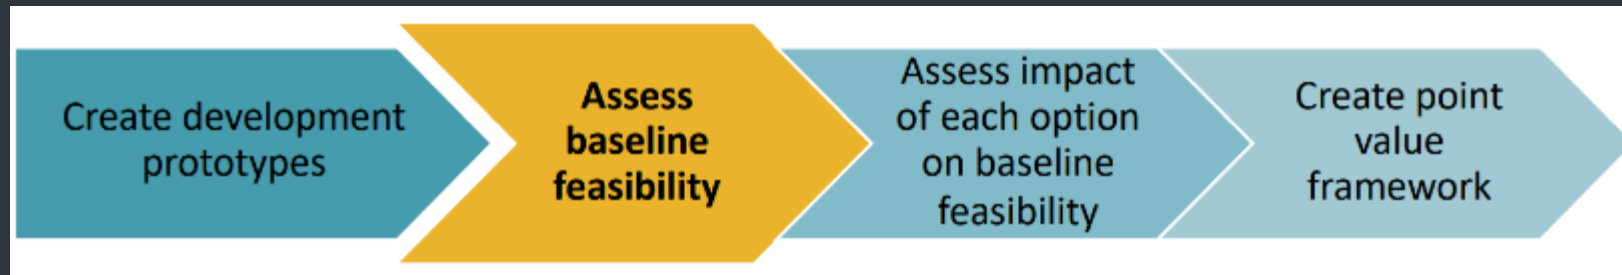 Create development
prototypes
Assess
baseline
feasibility
Assess impact
of each option
on baseline
feasibility
Create point
value
framework